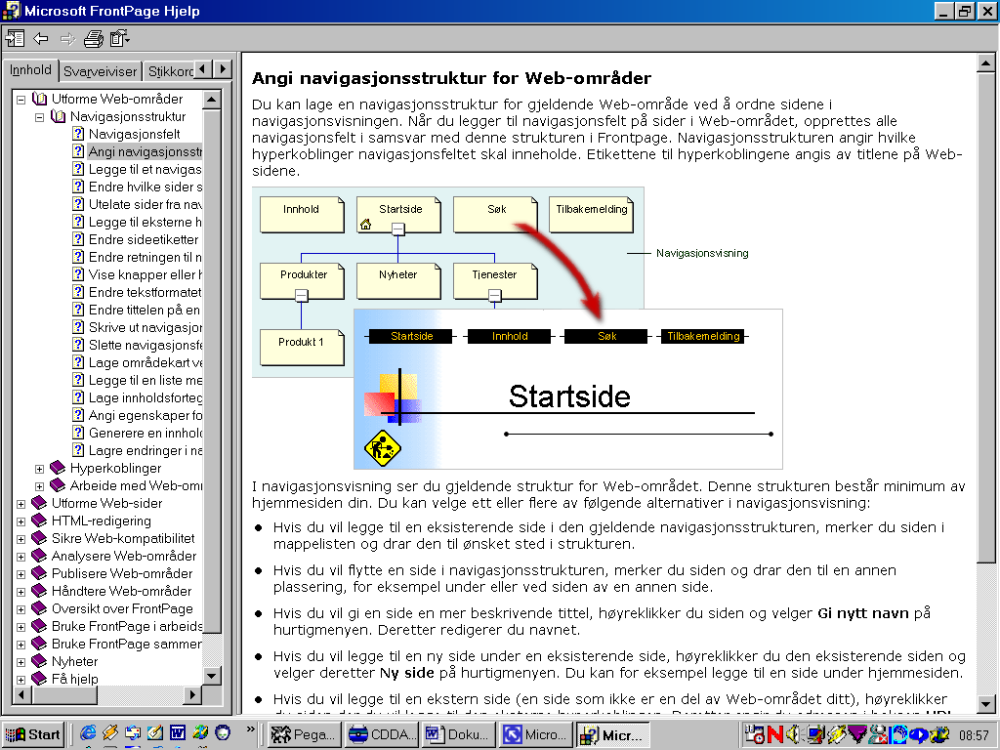 Microsoft FrontPage Hjelp
Innhold
Svarveiviser
Stikkord
Utforme Web-områder
Navigasjonsstruktur
Navigasjonsfelt
Angi navigasjonsstr
Legge til et navigas
Endre hvilke sider s
Utelate sider fra nav
Legge til eksterne h
Endre sideetiketter
Endre retningen til n
Vise knapper eller h
Endre tekstformatet
Endre tittelen på en
Skrive ut navigasjor
Slette navigasjonsfe
Lage områdekart ve
Legge til en liste me
Lage innholdsforteg
Angi egenskaper fo
Generere en innhold
Lagre endringer i na
Hyperkoblinger
Arbeide med Web-omr
Utforme Web-sider
HTML-redigering
Sikre Web-kompatibilitet
Analysere Web-områder
Publisere Web-områder
Håndtere Web-områder
Oversikt over FrontPage
Bruke FrontPage i arbeids
Bruke FrontPage sammer
Nyheter
Få hjelp
Angi navigasjonsstruktur for Web-områder
Du kan lage en navigasjonsstruktur for gjeldende Web-område ved å ordne sidene i
navigasjonsvisningen. Når du legger til navigasjonsfelt på sider i Web-området, opprettes alle
navigasjonsfelt i samsvar med denne strukturen i Frontpage. Navigasjonsstrukturen angir hvilke
hyperkoblinger navigasjonsfeltet skal inneholde. Etikettene til hyperkoblingene angis av titlene på Web-
sidene.
Innhold
Startside
Søk
Tilbakemelding
Navigasjonsvisning
Produkter
Nyheter
Tjenester
Produkt 1
Startside
Innhold
Søk
Tilbakemelding
Startside
I navigasjonsvisning ser du gjeldende struktur for Web-området. Denne strukturen består minimum av
hjemmesiden din. Du kan velge ett eller flere av følgende alternativer i navigasjonsvisning:
Hvis du vil legge til en eksisterende side i den gjeldende navigasjonsstrukturen, merker du siden i
mappelisten og drar den til ønsket sted i strukturen.
Hvis du vil flytte en side i navigasjonsstrukturen, merker du siden og drar den til en annen
plassering, for eksempel under eller ved siden av en annen side.
Hvis du vil gi en side en mer beskrivende tittel, høyreklikker du siden og velger Gi nytt navn på
hurtigmenyen. Deretter redigerer du navnet.
Hvis du vil legge til en ny side under en eksisterende side, høyreklikker du den eksisterende siden og
velger deretter Ny side på hurtigmenyen. Du kan for eksempel legge til en side under hjemmesiden.
Hvis du vil legge til en ekstern side (en side som ikke er en del av Web-området ditt), høyreklikker
Start
Pega...
CDDA...
Doku...
Micro...
Micr...
08:57